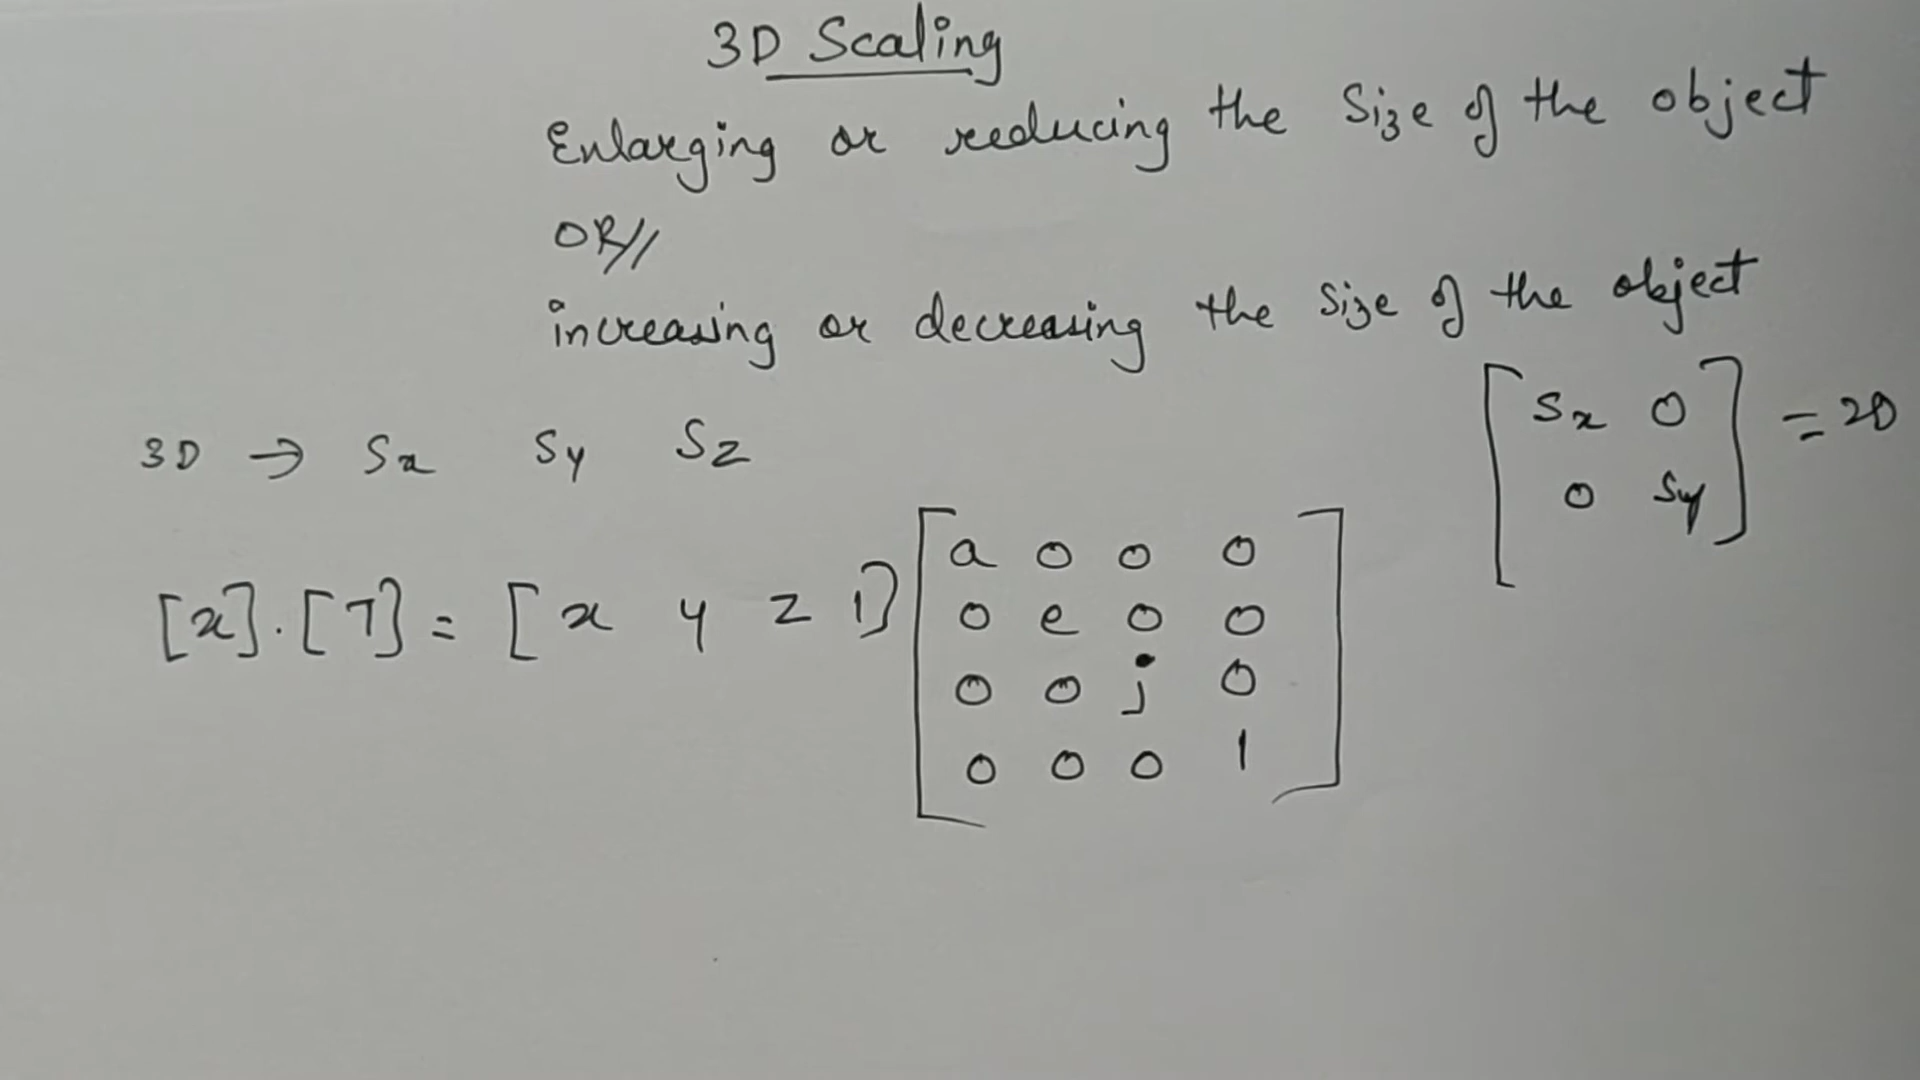 3D Scaling
Enlarging or reducing the Size of the object
OR//
increasing or decreasing the size of the object
3D → Sx Sy Sz
[Sx 0
0 Sy] = 2D
[x].[T] = [x y z 1] [a 0 0 0
0 e 0 0
0 0 j 0
0 0 0 1]